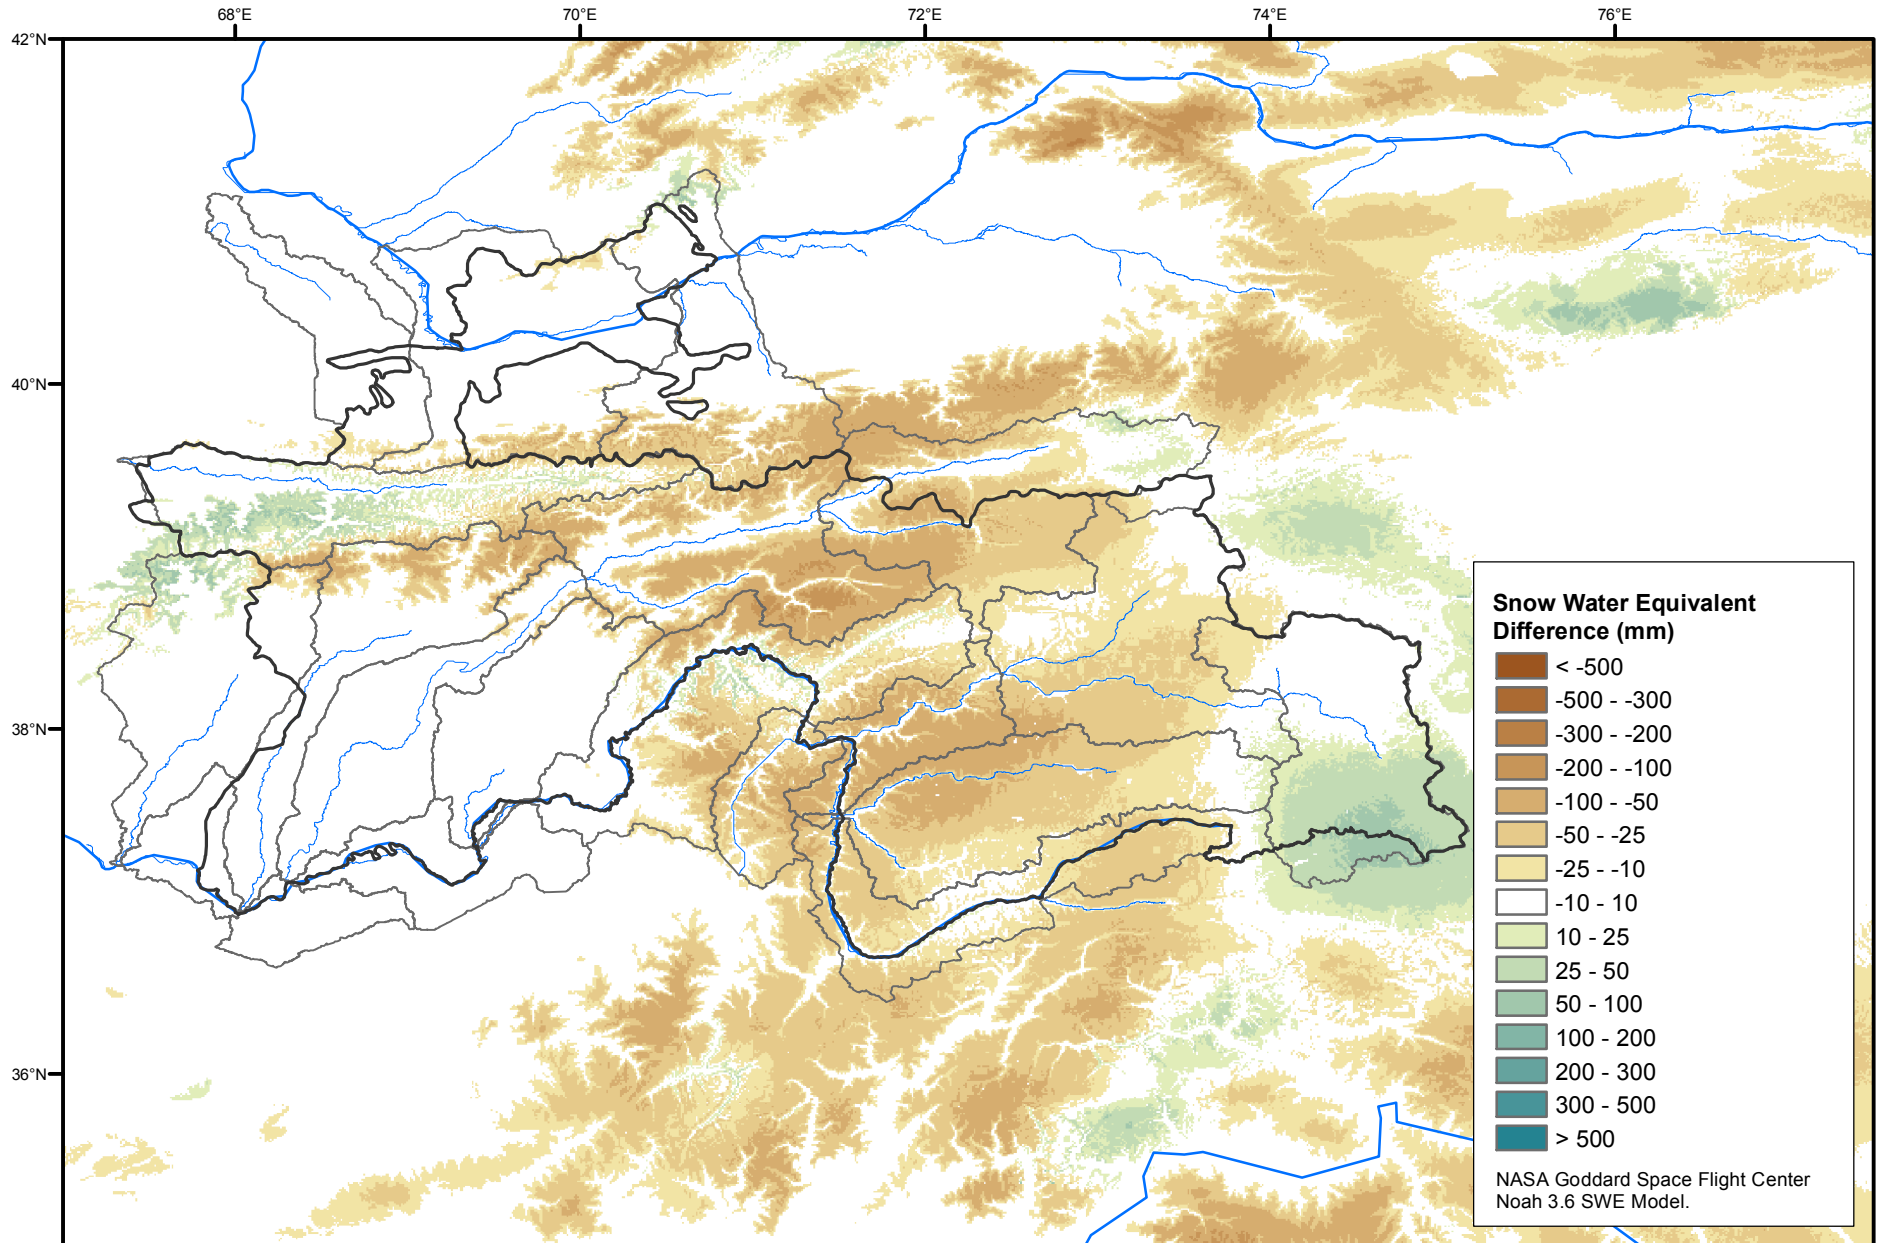 68°E
70°E
72°E
74°E
76°E
42°N
40°N
38°N
36°N
Snow Water Equivalent
Difference (mm)
< -500
-500 - -300
-300 - -200
-200 - -100
-100 - -50
-50 - -25
-25 - -10
-10 - 10
10 - 25
25 - 50
50 - 100
100 - 200
200 - 300
300 - 500
> 500
NASA Goddard Space Flight Center
Noah 3.6 SWE Model.